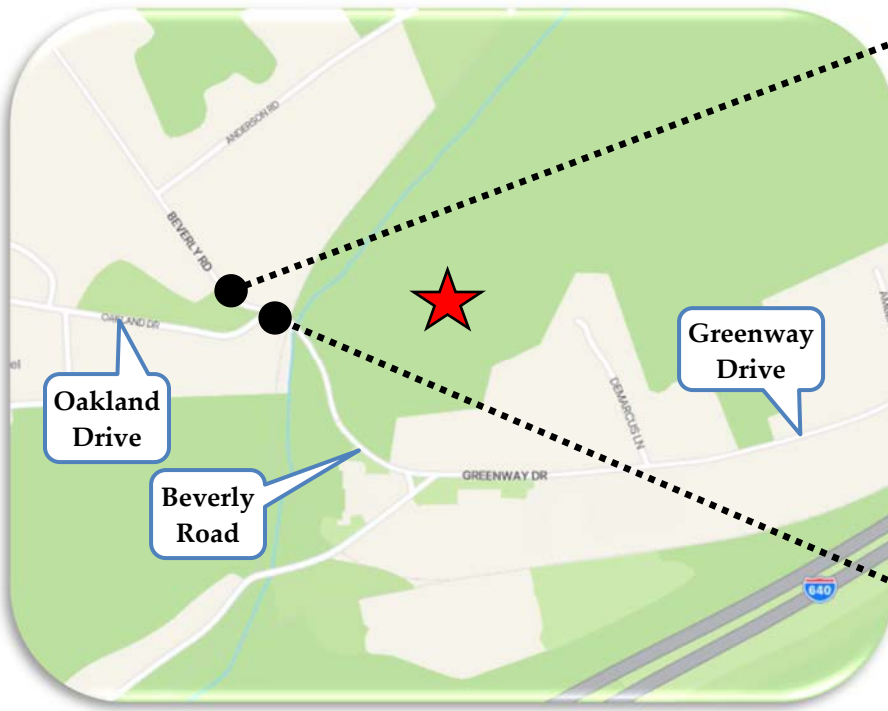 ANDERSON RD
BEVERLY RD
OAKLAND DR
Greenway
Drive
Oakland
Drive
DEMARCUS LN
GREENWAY DR
Beverly
Road
640